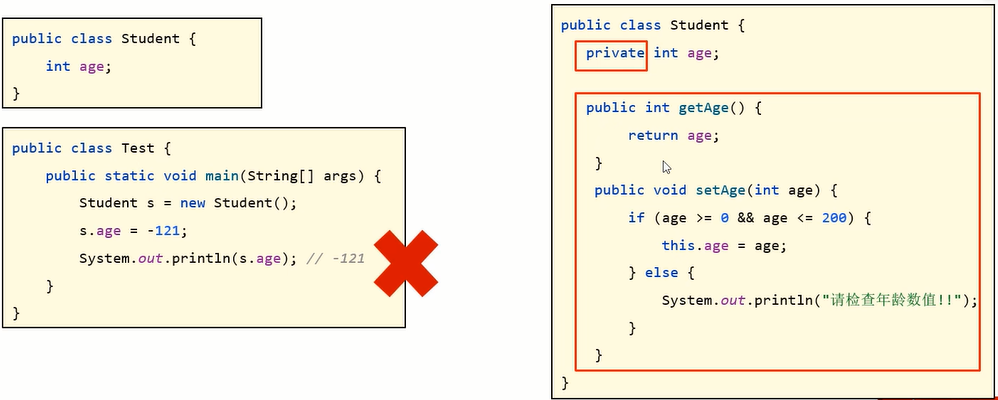 public class Student {
int age;
}
public class Test {
public static void main(String[] args) {
Student s = new Student();
s.age = -121;
System.out.println(s.age); // -121
}
}
public class Student {
private int age;
public int getAge() {
return age;
}
public void setAge(int age) {
if (age >= 0 && age <= 200) {
this.age = age;
} else {
System.out.println("请检查年龄数值!!");
}
}
}